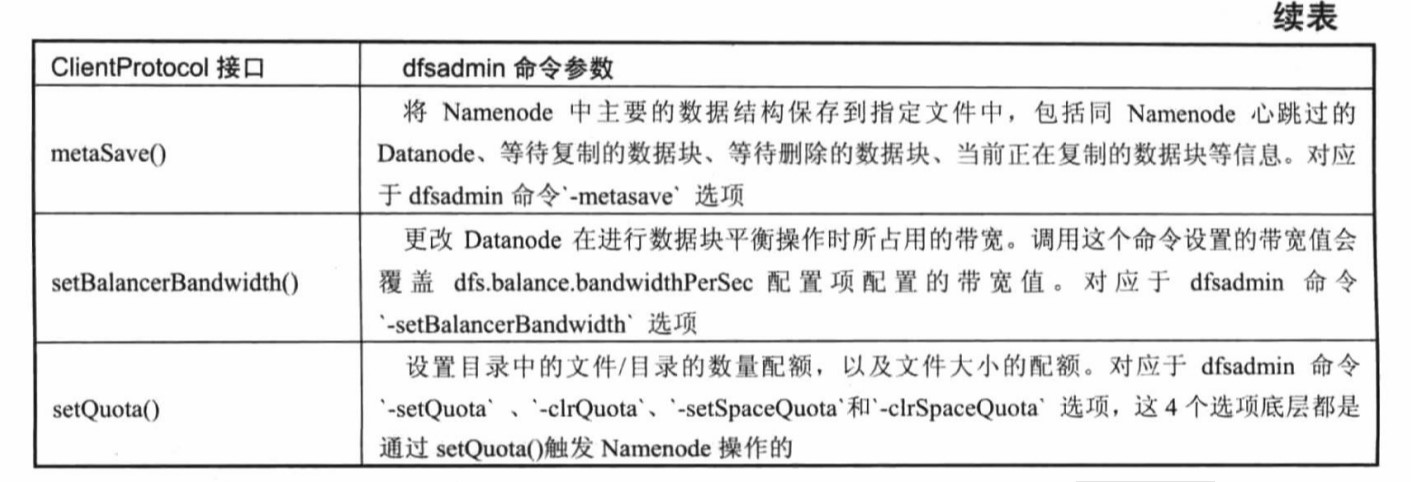 续表
ClientProtocol 接口 dfsadmin 命令参数
将 Namenode 中主要的数据结构保存到指定文件中，包括同 Namenode 心跳过的
metaSave() Datanode、等待复制的数据块、等待删除的数据块、当前正在复制的数据块等信息。对应
于 dfsadmin 命令`-metasave` 选项
更改 Datanode 在进行数据块平衡操作时所占用的带宽。调用这个命令设置的带宽值会
setBalancerBandwidth() 覆盖 dfs.balance.bandwidthPerSec 配置项配置的带宽值。对应于 dfsadmin 命令
`-setBalancerBandwidth` 选项
设置目录中的文件/目录的数量配额，以及文件大小的配额。对应于 dfsadmin 命令
setQuota() `-setQuota` 、`-clrQuota`、`-setSpaceQuota`和`-clrSpaceQuota` 选项，这 4 个选项底层都是
通过 setQuota()触发 Namenode 操作的